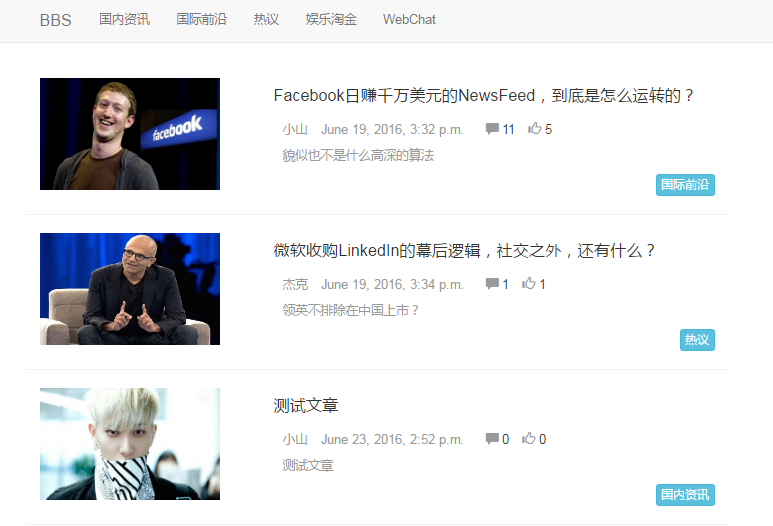 BBS 国内资讯 国际前沿 热议 娱乐淘金 WebChat
facebook
Facebook日赚千万美元的NewsFeed，到底是怎么运转的？
小山 June 19, 2016, 3:32 p.m. 11 5
貌似也不是什么高深的算法
国际前沿
微软收购LinkedIn的幕后逻辑，社交之外，还有什么？
杰克 June 19, 2016, 3:34 p.m. 1 1
领英不排除在中国上市？
热议
测试文章
小山 June 23, 2016, 2:52 p.m. 0 0
测试文章
国内资讯